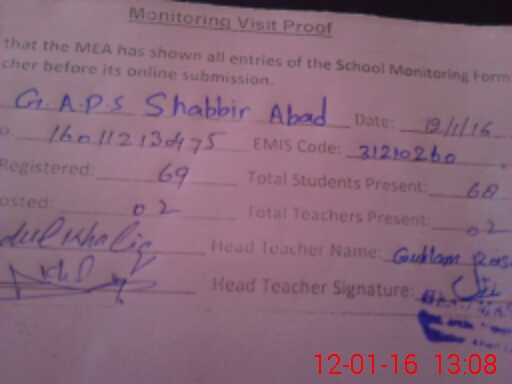 Monitoring Visit Proof
that the MEA has shown all entries of the School Monitoring Form
cher before its online submission.
G.A.P.S Shabbir Abad Date: 12/1/16
o. 16011213475 EMIS Code: 31210260
Registered: 69 Total Students Present: 68
osted: 02 Total Teachers Present: 02
Head Teacher Name: Gulam
Head Teacher Signature:
12-01-16 13:08